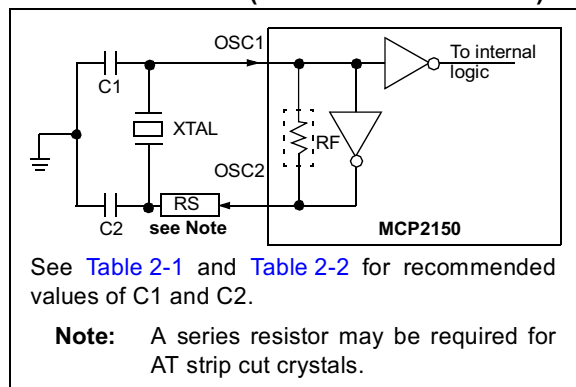 OSC1
To internal
logic
C1
XTAL
RF
OSC2
RS
C2
see Note
MCP2150
See Table 2-1 and Table 2-2 for recommended
values of C1 and C2.
Note: A series resistor may be required for
AT strip cut crystals.